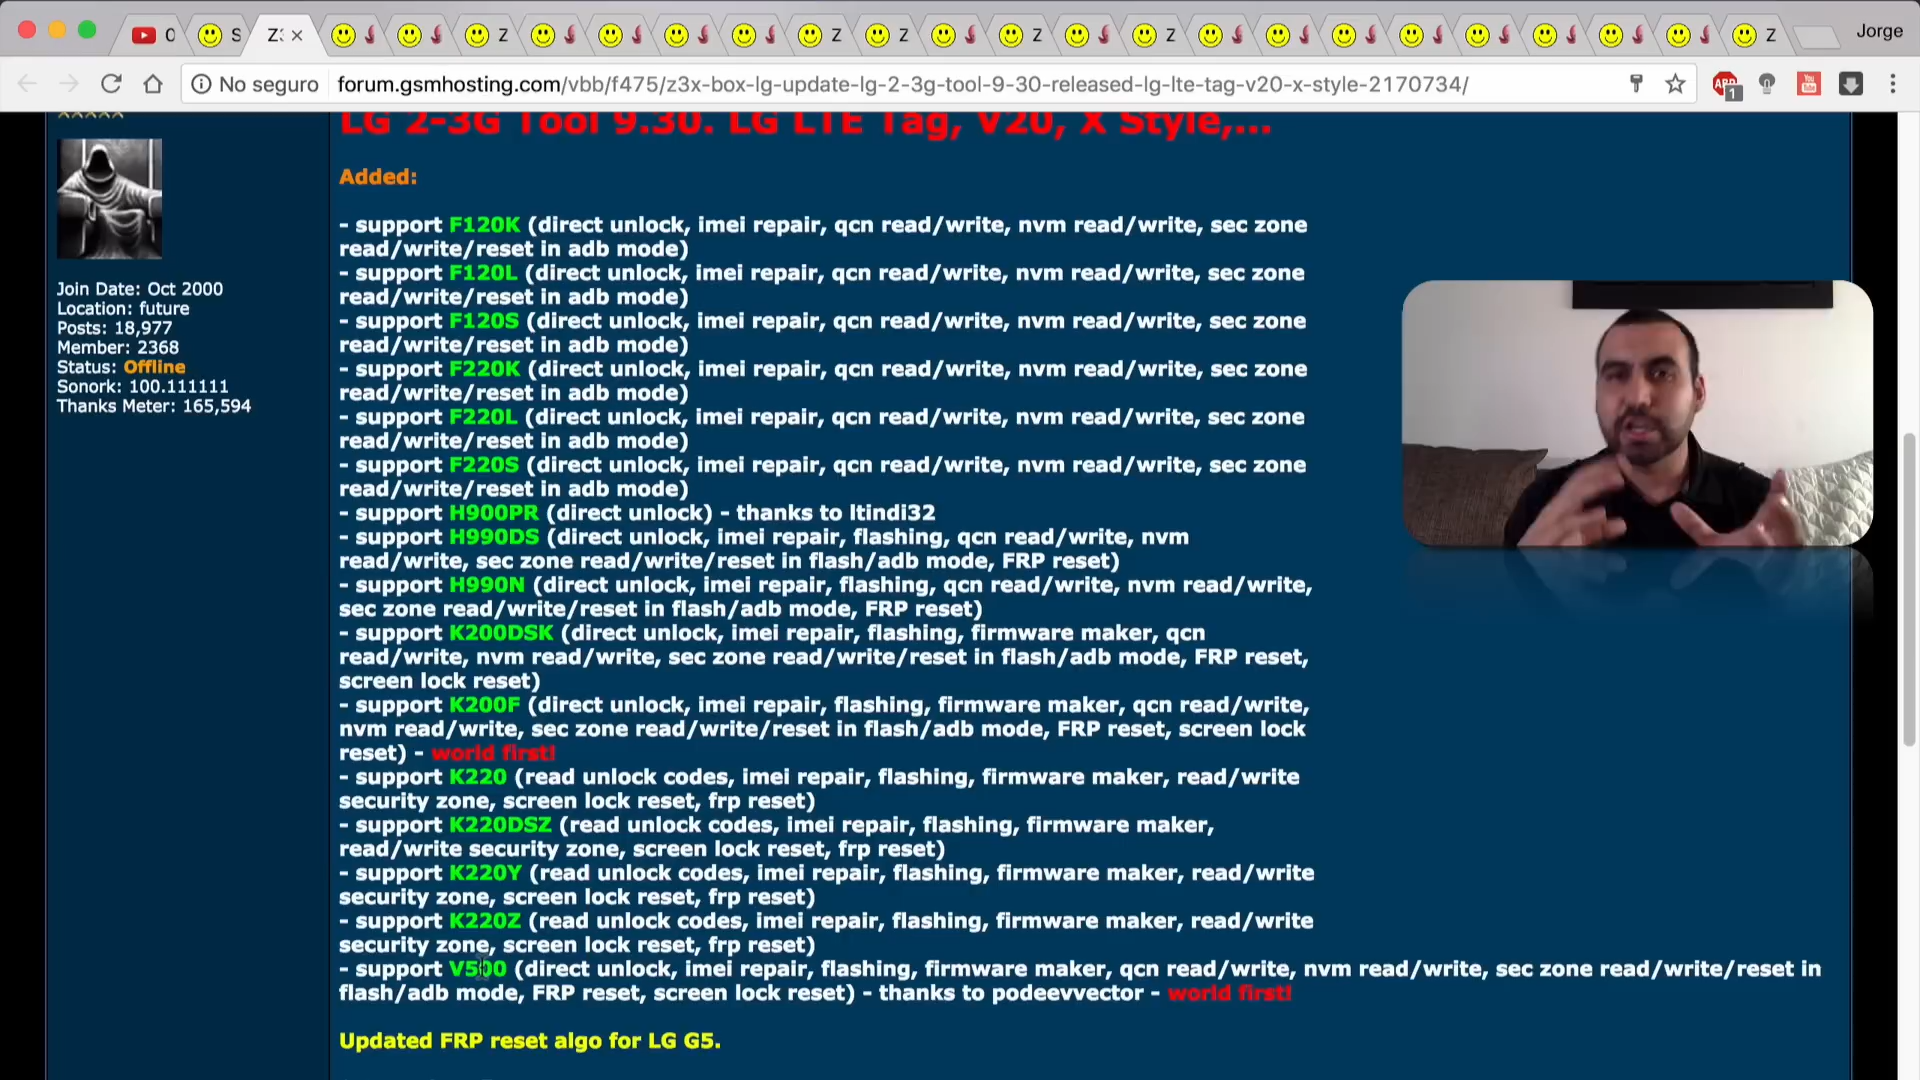 Jorge
No seguro
forum.gsmhosting.com/vbb/f475/z3x-box-lg-update-lg-2-3g-tool-9-30-released-lg-lte-tag-v20-x-style-2170734/
LG 2-3G Tool 9.30. LG LTE Tag, V20, X Style,...
Added:
- support F120K (direct unlock, imei repair, qcn read/write, nvm read/write, sec zone
read/write/reset in adb mode)
- support F120L (direct unlock, imei repair, qcn read/write, nvm read/write, sec zone
read/write/reset in adb mode)
- support F120S (direct unlock, imei repair, qcn read/write, nvm read/write, sec zone
read/write/reset in adb mode)
- support F220K (direct unlock, imei repair, qcn read/write, nvm read/write, sec zone
read/write/reset in adb mode)
- support F220L (direct unlock, imei repair, qcn read/write, nvm read/write, sec zone
read/write/reset in adb mode)
- support F220S (direct unlock, imei repair, qcn read/write, nvm read/write, sec zone
read/write/reset in adb mode)
- support H900PR (direct unlock) - thanks to ltindi32
- support H990DS (direct unlock, imei repair, flashing, qcn read/write, nvm
read/write, sec zone read/write/reset in flash/adb mode, FRP reset)
- support H990N (direct unlock, imei repair, flashing, qcn read/write, nvm read/write,
sec zone read/write/reset in flash/adb mode, FRP reset)
- support K200DSK (direct unlock, imei repair, flashing, firmware maker, qcn
read/write, nvm read/write, sec zone read/write/reset in flash/adb mode, FRP reset,
screen lock reset)
- support K200F (direct unlock, imei repair, flashing, firmware maker, qcn read/write,
nvm read/write, sec zone read/write/reset in flash/adb mode, FRP reset, screen lock
reset) - world first!
- support K220 (read unlock codes, imei repair, flashing, firmware maker, read/write
security zone, screen lock reset, frp reset)
- support K220DSZ (read unlock codes, imei repair, flashing, firmware maker,
read/write security zone, screen lock reset, frp reset)
- support K220Y (read unlock codes, imei repair, flashing, firmware maker, read/write
security zone, screen lock reset, frp reset)
- support K220Z (read unlock codes, imei repair, flashing, firmware maker, read/write
security zone, screen lock reset, frp reset)
- support V500 (direct unlock, imei repair, flashing, firmware maker, qcn read/write, nvm read/write, sec zone read/write/reset in
flash/adb mode, FRP reset, screen lock reset) - thanks to podeevvector - world first!
Updated FRP reset algo for LG G5.
Join Date: Oct 2000
Location: future
Posts: 18,977
Member: 2368
Status: Offline
Sonork: 100.111111
Thanks Meter: 165,594